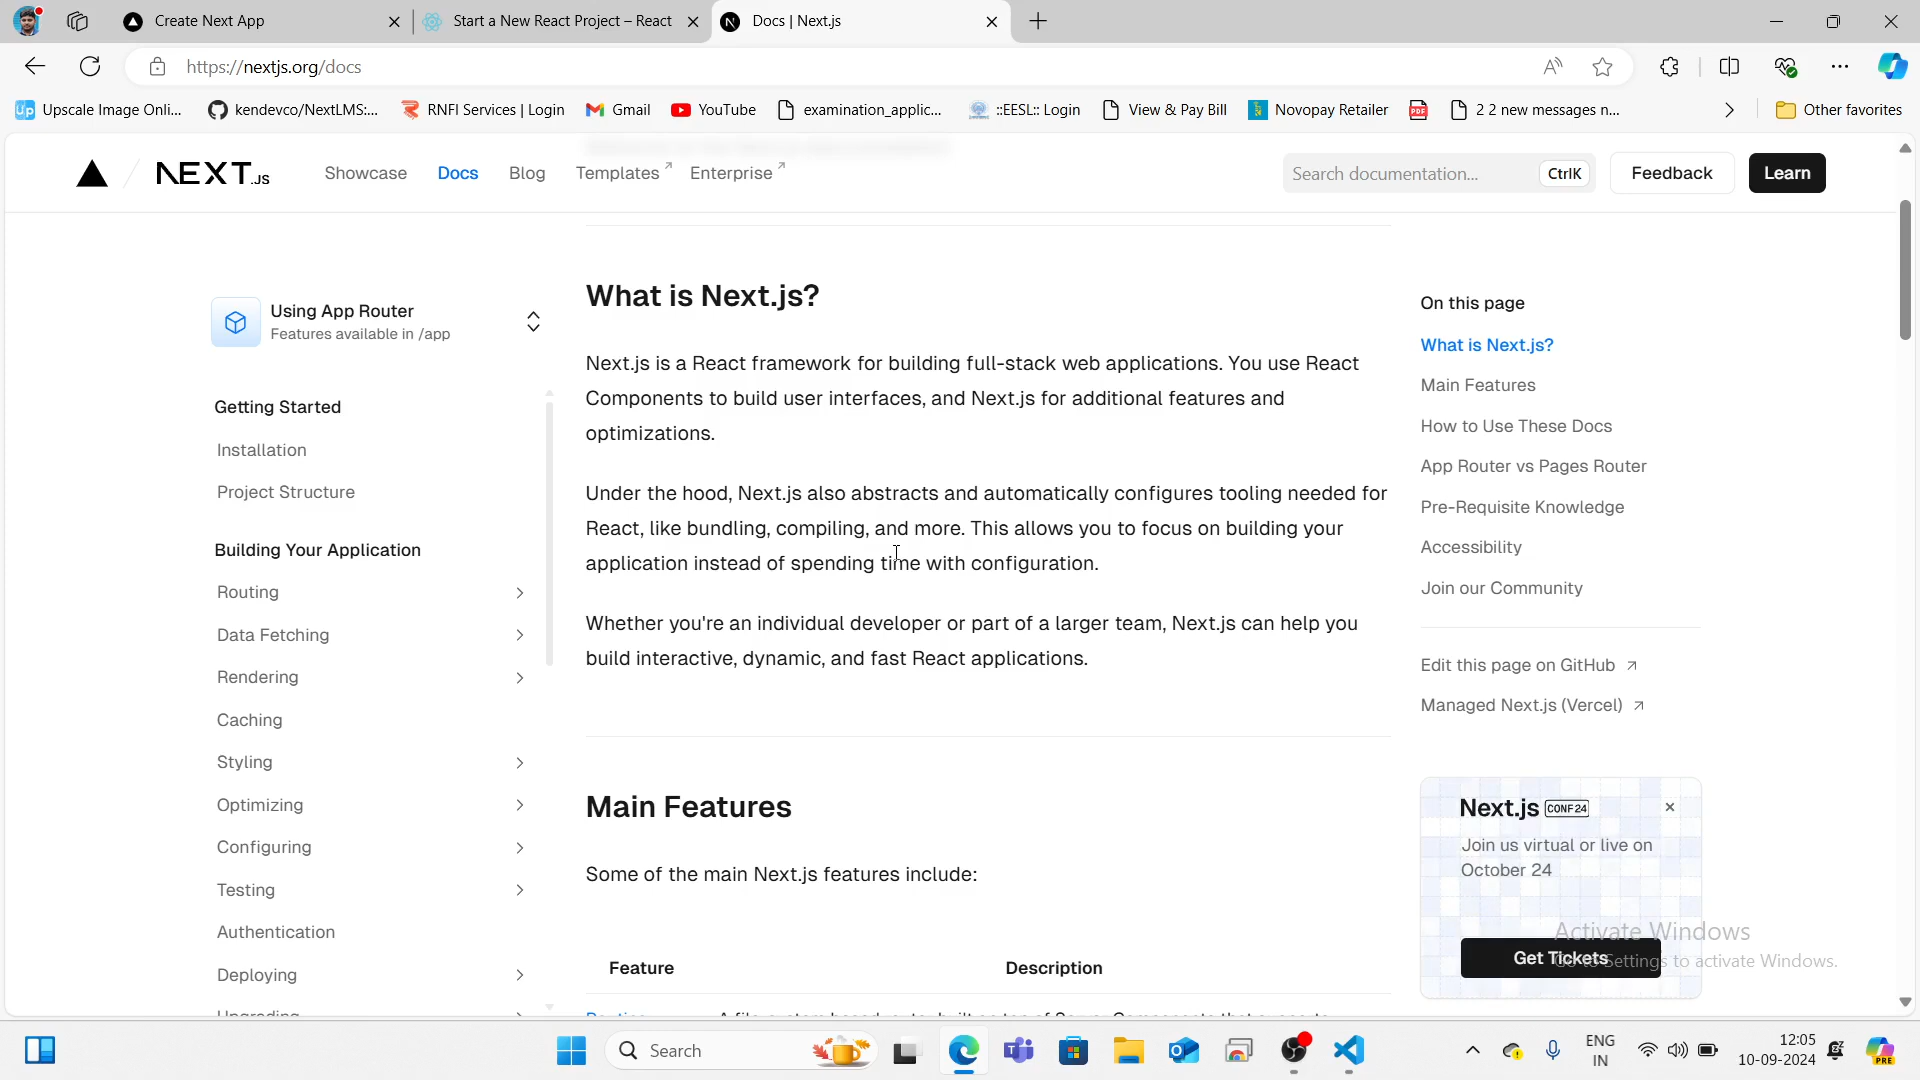 Create Next App
Start a New React Project – React
Docs | Next.js
https://nextjs.org/docs
Upscale Image Onli...
kendevco/NextLMS:...
RNFI Services | Login
Gmail
YouTube
examination_applic...
::EESL:: Login
View & Pay Bill
Novopay Retailer
2 2 new messages n...
Other favorites
NEXT.JS
Showcase
Docs
Blog
Templates
Enterprise
Search documentation...
CtrlK
Feedback
Learn
Using App Router
Features available in /app
Getting Started
Installation
Project Structure
Building Your Application
Routing
Data Fetching
Rendering
Caching
Styling
Optimizing
Configuring
Testing
Authentication
Deploying
Upgrading
What is Next.js?
Next.js is a React framework for building full-stack web applications. You use React
Components to build user interfaces, and Next.js for additional features and
optimizations.
Under the hood, Next.js also abstracts and automatically configures tooling needed for
React, like bundling, compiling, and more. This allows you to focus on building your
application instead of spending time with configuration.
Whether you're an individual developer or part of a larger team, Next.js can help you
build interactive, dynamic, and fast React applications.
Main Features
Some of the main Next.js features include:
Feature
Description
On this page
What is Next.js?
Main Features
How to Use These Docs
App Router vs Pages Router
Pre-Requisite Knowledge
Accessibility
Join our Community
Edit this page on GitHub
Managed Next.js (Vercel)
Next.js CONF24
Join us virtual or live on
October 24
Get Tickets
Activate Windows
Go to Settings to activate Windows.
Search
ENG
IN
12:05
10-09-2024
PRE